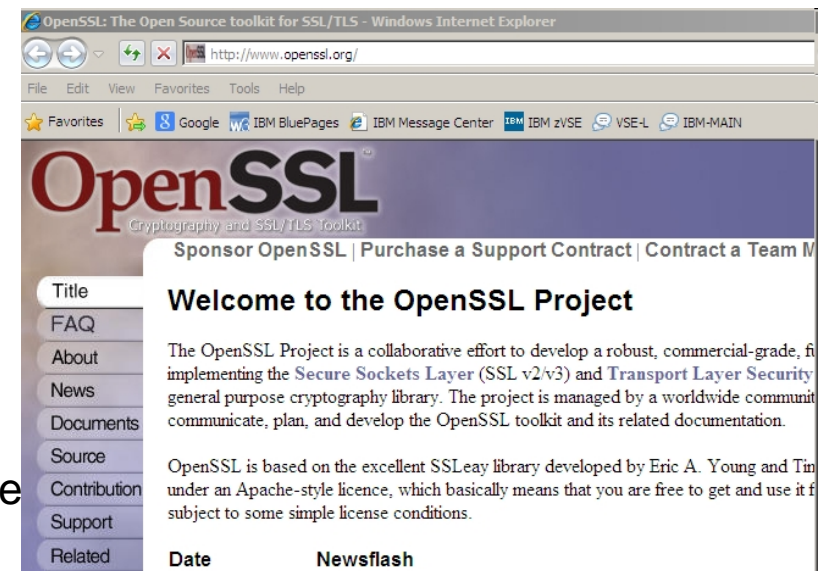 OpenSSL: The Open Source toolkit for SSL/TLS - Windows Internet Explorer
http://www.openssl.org/
File Edit View Favorites Tools Help
Favorites Google IBM BluePages IBM Message Center IBM zVSE VSE-L IBM-MAIN
OpenSSL™
Cryptography and SSL/TLS Toolkit
Sponsor OpenSSL | Purchase a Support Contract | Contract a Team M
Title
FAQ
About
News
Documents
Source
Contribution
Support
Related
e
Welcome to the OpenSSL Project
The OpenSSL Project is a collaborative effort to develop a robust, commercial-grade, fu
implementing the Secure Sockets Layer (SSL v2/v3) and Transport Layer Security
general purpose cryptography library. The project is managed by a worldwide communit
communicate, plan, and develop the OpenSSL toolkit and its related documentation.
OpenSSL is based on the excellent SSLeay library developed by Eric A. Young and Tim
under an Apache-style licence, which basically means that you are free to get and use it f
subject to some simple license conditions.
Date Newsflash